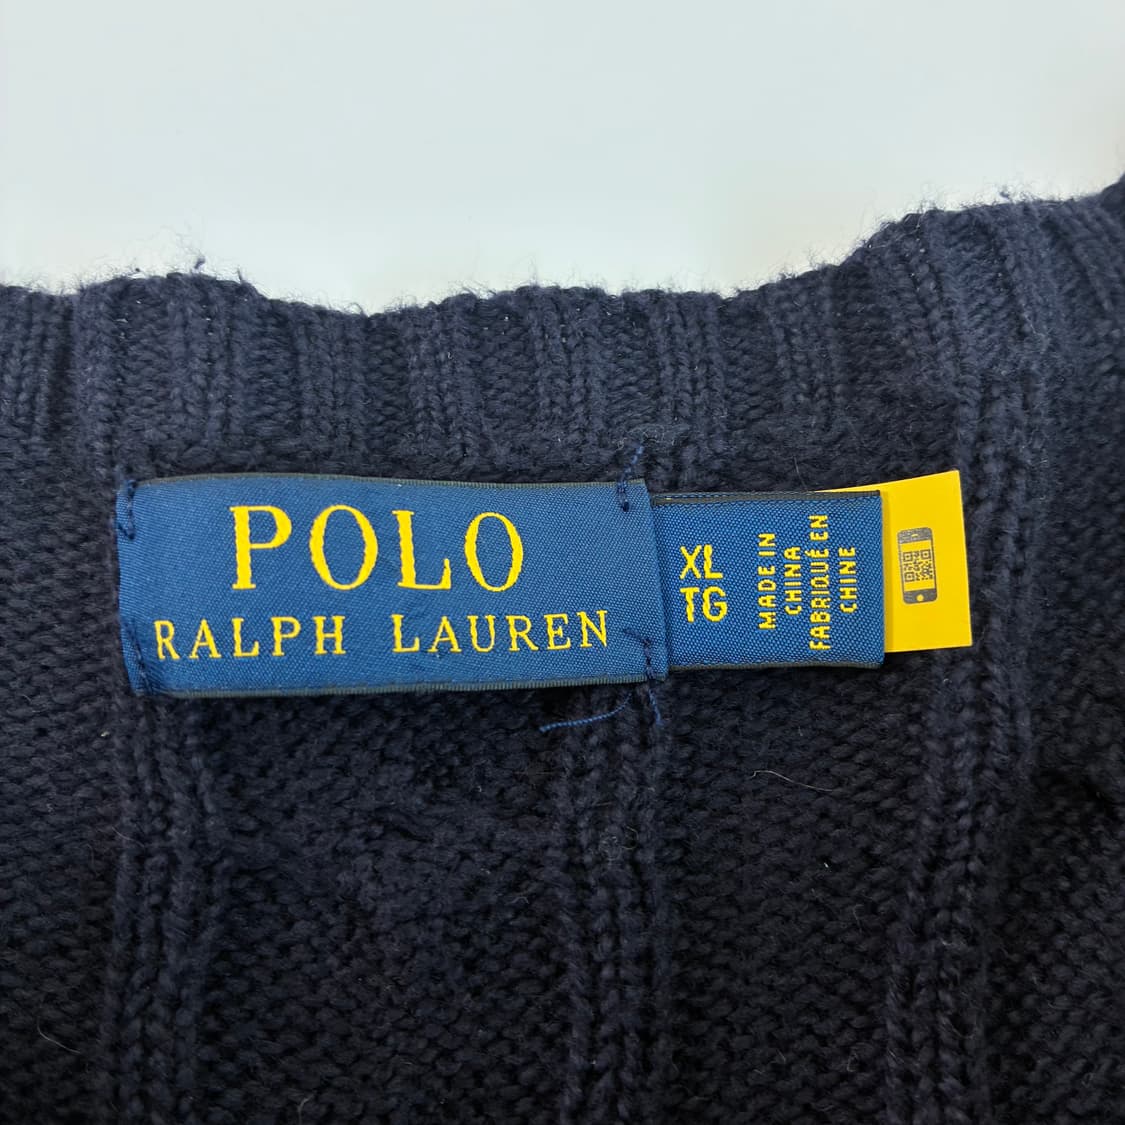 POLO
RALPH LAUREN
XL
TG
MADE IN
CHINA
FABRIQUÉ EN
CHINE